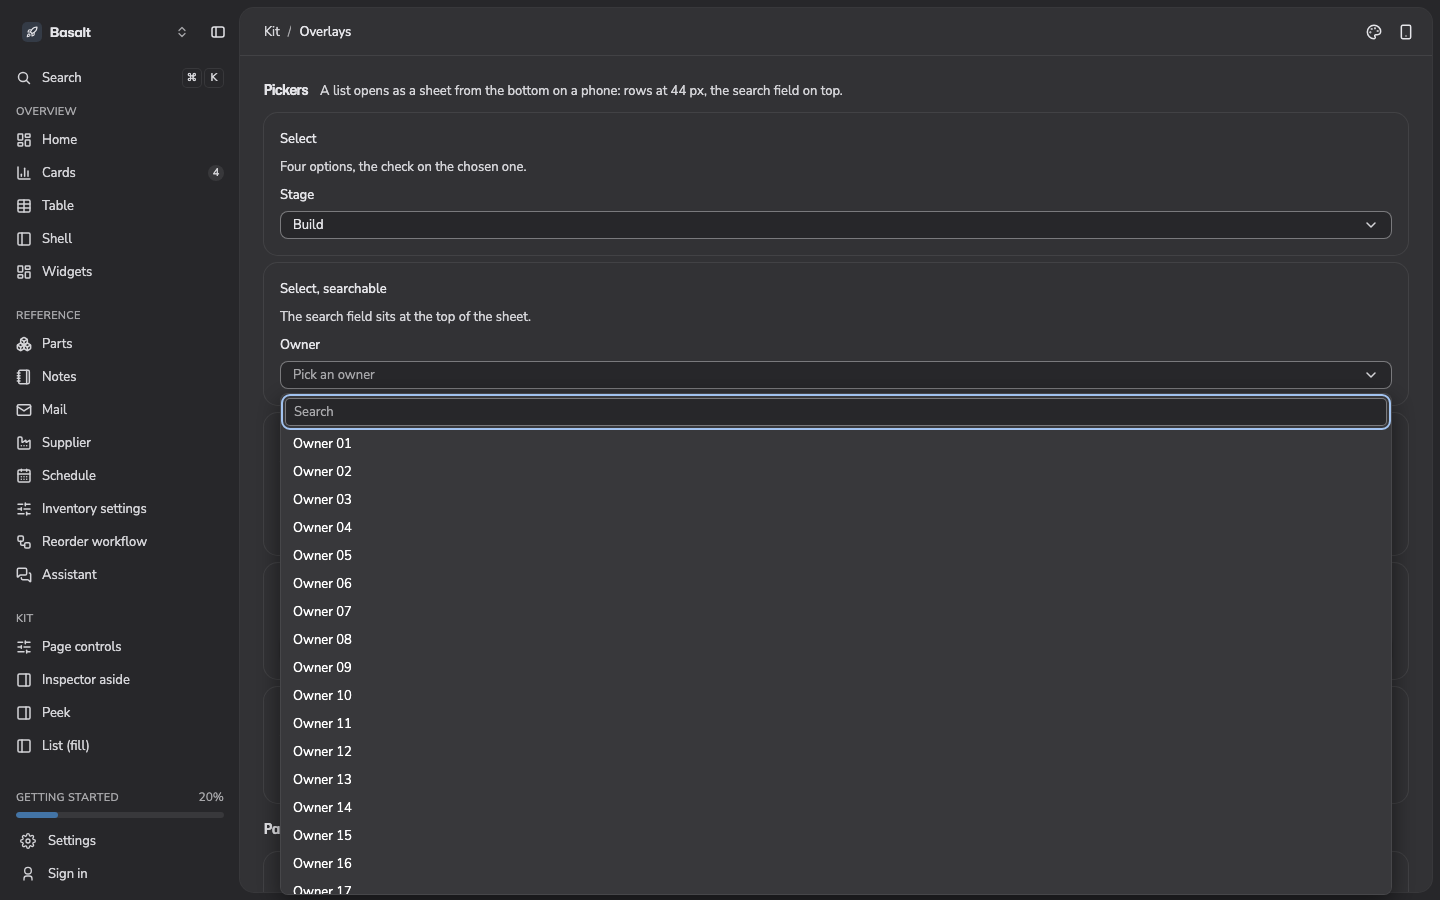 Basalt
Search ⌘ K
OVERVIEW
Home
Cards 4
Table
Shell
Widgets
REFERENCE
Parts
Notes
Mail
Supplier
Schedule
Inventory settings
Reorder workflow
Assistant
KIT
Page controls
Inspector aside
Peek
List (fill)
GETTING STARTED 20%
Settings
Sign in
Kit / Overlays
Pickers A list opens as a sheet from the bottom on a phone: rows at 44 px, the search field on top.
Select
Four options, the check on the chosen one.
Stage
Build
Select, searchable
The search field sits at the top of the sheet.
Owner
Pick an owner
Search
Owner 01
Owner 02
Owner 03
Owner 04
Owner 05
Owner 06
Owner 07
Owner 08
Owner 09
Owner 10
Owner 11
Owner 12
Owner 13
Owner 14
Owner 15
Owner 16
Owner 17